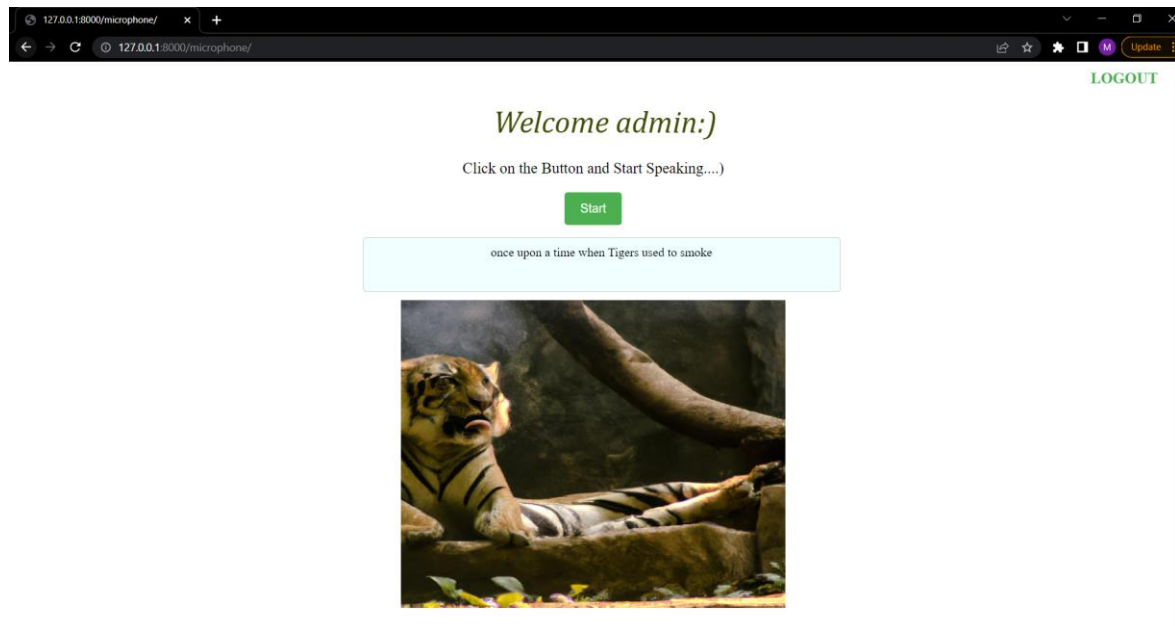 127.0.0.1:8000/microphone/
127.0.0.1:8000/microphone/
M
Update
LOGOUT
Welcome admin:)
Click on the Button and Start Speaking....)
Start
once upon a time when Tigers used to smoke